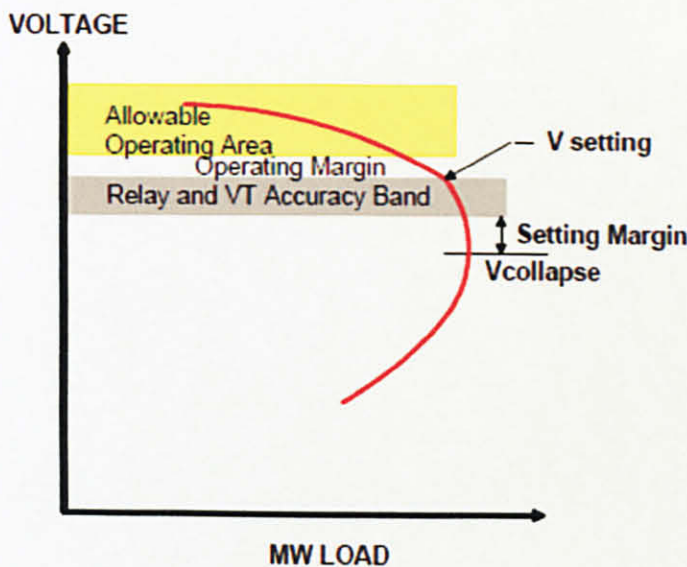 VOLTAGE
Allowable
Operating Area
Operating Margin
V setting
Relay and VT Accuracy Band
Setting Margin
Vcollapse
MW LOAD